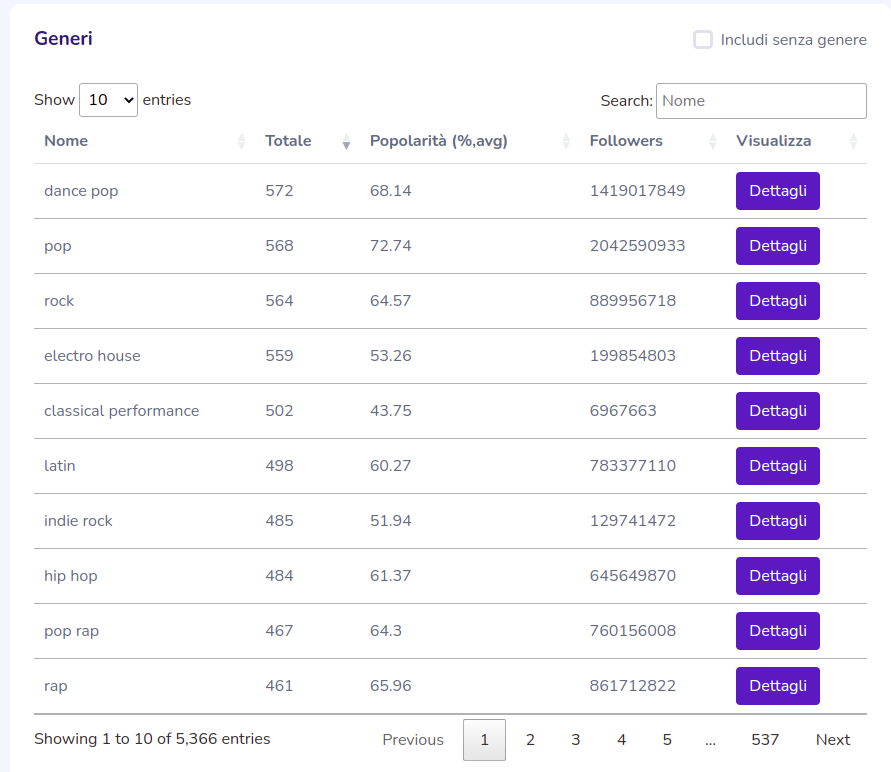 Generi
Includi senza genere
Show 10 entries
Search: Nome
Nome Totale Popolarità (%,avg) Followers Visualizza
dance pop 572 68.14 1419017849 Dettagli
pop 568 72.74 2042590933 Dettagli
rock 564 64.57 889956718 Dettagli
electro house 559 53.26 199854803 Dettagli
classical performance 502 43.75 6967663 Dettagli
latin 498 60.27 783377110 Dettagli
indie rock 485 51.94 129741472 Dettagli
hip hop 484 61.37 645649870 Dettagli
pop rap 467 64.3 760156008 Dettagli
rap 461 65.96 861712822 Dettagli
Showing 1 to 10 of 5,366 entries
Previous 1 2 3 4 5 ... 537 Next